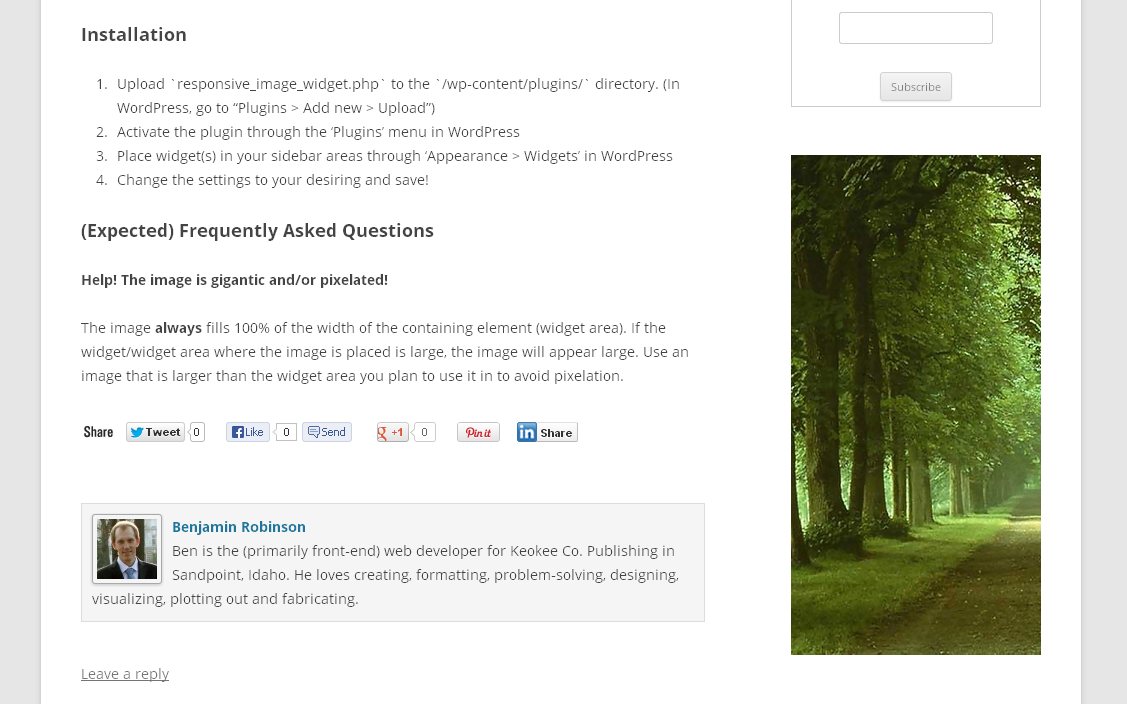 Installation
1. Upload `responsive_image_widget.php` to the `/wp-content/plugins/` directory. (In
WordPress, go to “Plugins > Add new > Upload”)
2. Activate the plugin through the ‘Plugins’ menu in WordPress
3. Place widget(s) in your sidebar areas through ‘Appearance > Widgets’ in WordPress
4. Change the settings to your desiring and save!
(Expected) Frequently Asked Questions
Help! The image is gigantic and/or pixelated!
The image always fills 100% of the width of the containing element (widget area). If the
widget/widget area where the image is placed is large, the image will appear large. Use an
image that is larger than the widget area you plan to use it in to avoid pixelation.
Share Tweet 0 Like 0 Send g +1 0 Pin it in Share
Benjamin Robinson
Ben is the (primarily front-end) web developer for Keokee Co. Publishing in
Sandpoint, Idaho. He loves creating, formatting, problem-solving, designing,
visualizing, plotting out and fabricating.
Leave a reply
Subscribe